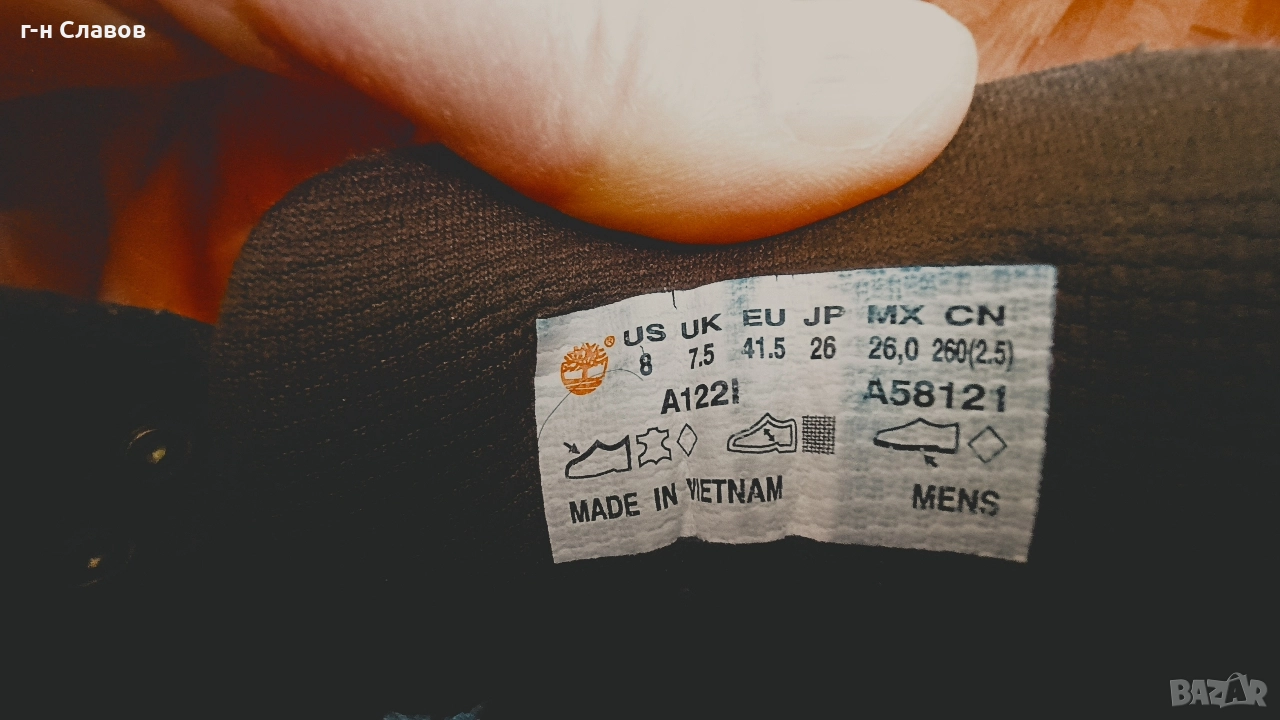 г-н Славов
US UK EU JP MX CN
8 7.5 41.5 26 26,0 260(2.5)
A122I A58121
MADE IN VIETNAM MENS
BAZAR